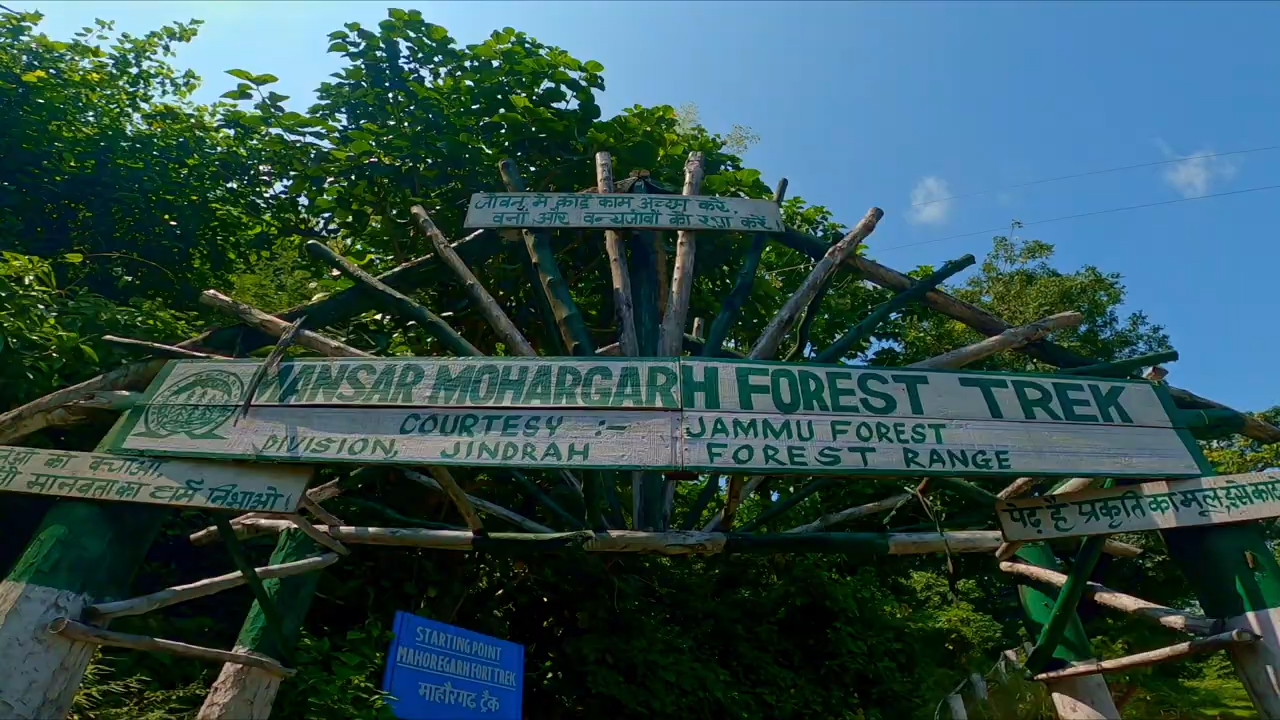 जीवन में कोई काम अच्छा करें,
वनों और वन्यजीवों की रक्षा करें
MANSAR MOHARGARH FOREST TREK
COURTESY :- JAMMU FOREST
DIVISION, JINDRAH FOREST RANGE
का
मानवता का धर्म निभाओ।
पेड़ है प्रकृति का मूल, इसे
STARTING POINT
MAHOREGARH FORT TREK
माहौरगढ़ ट्रैक